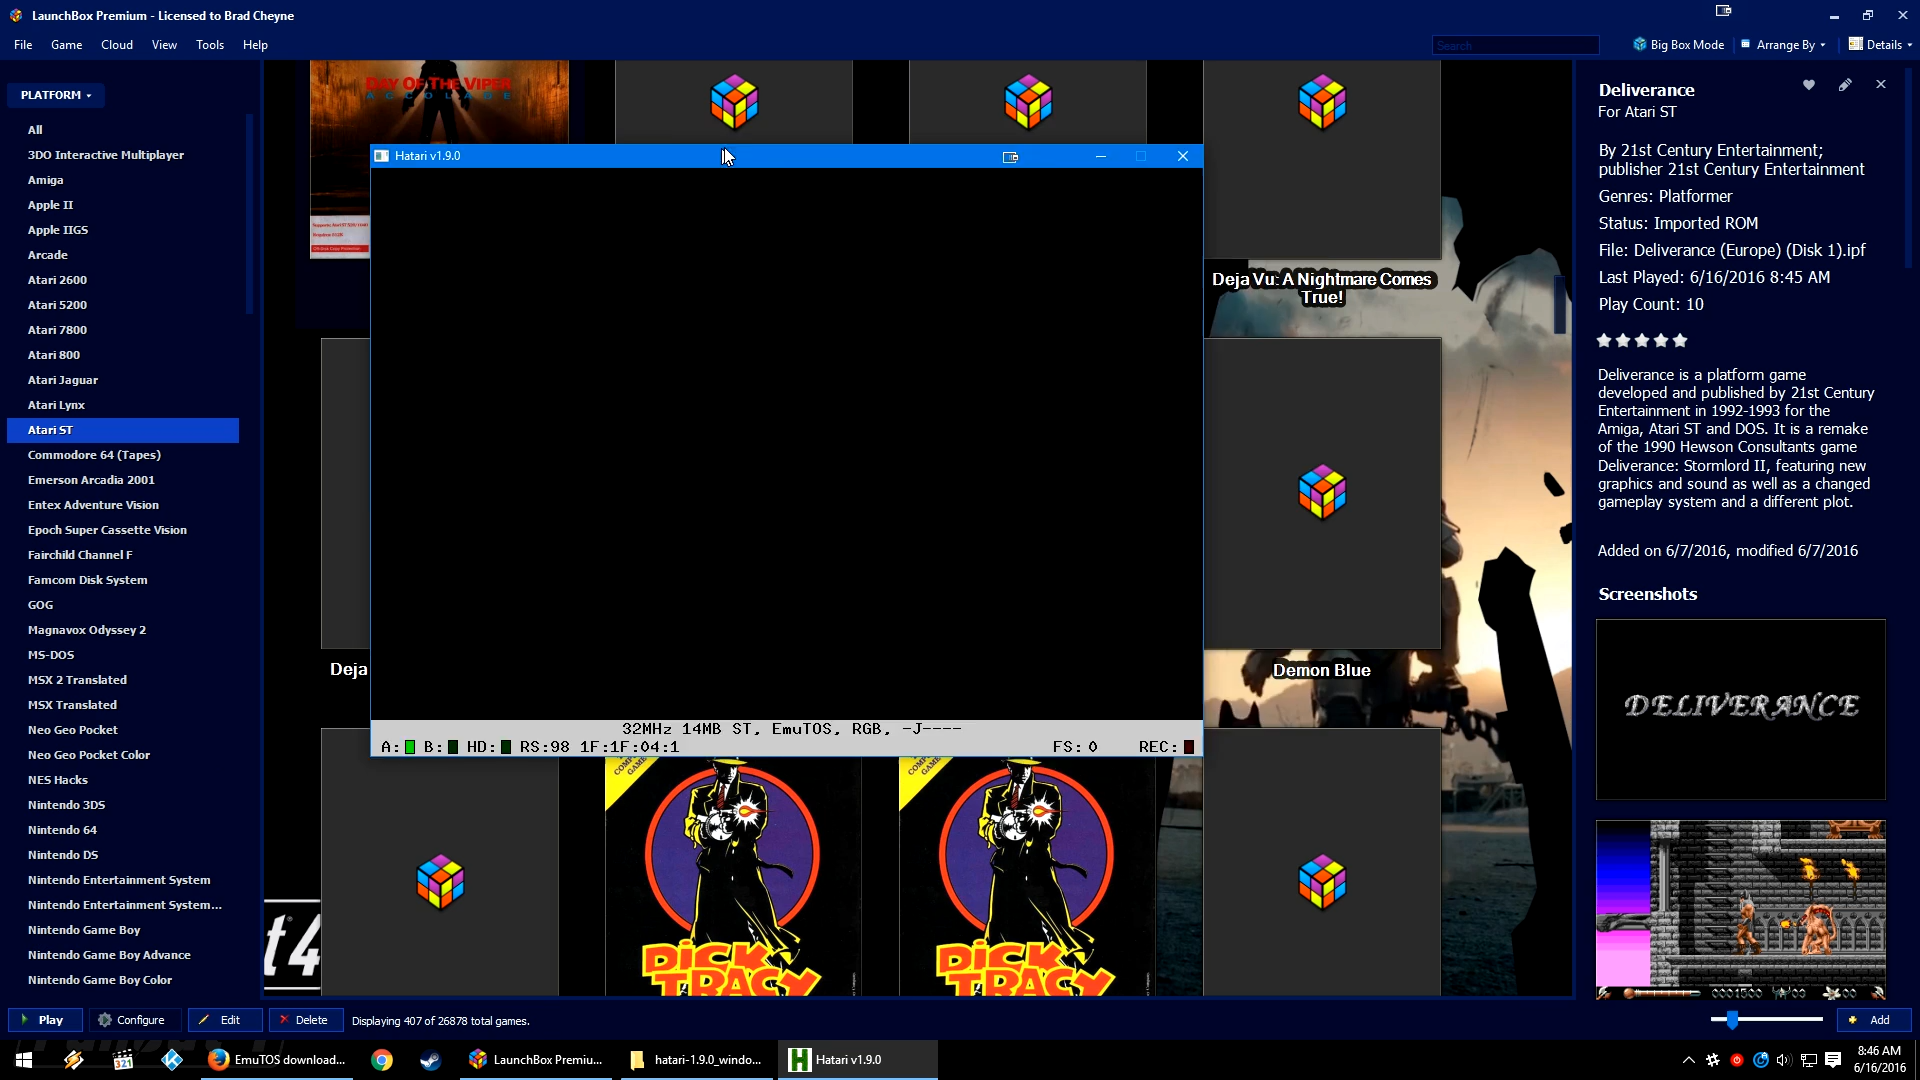 LaunchBox Premium - Licensed to Brad Cheyne
File Game Cloud View Tools Help
Search
Big Box Mode
Arrange By
Details
PLATFORM
All
3DO Interactive Multiplayer
Amiga
Apple II
Apple IIGS
Arcade
Atari 2600
Atari 5200
Atari 7800
Atari 800
Atari Jaguar
Atari Lynx
Atari ST
Commodore 64 (Tapes)
Emerson Arcadia 2001
Entex Adventure Vision
Epoch Super Cassette Vision
Fairchild Channel F
Famcom Disk System
GOG
Magnavox Odyssey 2
MS-DOS
MSX 2 Translated
MSX Translated
Neo Geo Pocket
Neo Geo Pocket Color
NES Hacks
Nintendo 3DS
Nintendo 64
Nintendo DS
Nintendo Entertainment System
Nintendo Entertainment System...
Nintendo Game Boy
Nintendo Game Boy Advance
Nintendo Game Boy Color
DAY OF THE VIPER
ACCOLADE
Hatari v1.9.0
32MHz 14MB ST, EmuTOS, RGB, -J----
A: B: HD: RS:98 1F:1F:04:1
FS: 0
REC:
Deja Vu: A Nightmare Comes
True!
Deja
Demon Blue
t4
GAME
DICK
TRACY
GAME
DICK
TRACY
Deliverance
For Atari ST
By 21st Century Entertainment;
publisher 21st Century Entertainment
Genres: Platformer
Status: Imported ROM
File: Deliverance (Europe) (Disk 1).ipf
Last Played: 6/16/2016 8:45 AM
Play Count: 10
Deliverance is a platform game
developed and published by 21st Century
Entertainment in 1992-1993 for the
Amiga, Atari ST and DOS. It is a remake
of the 1990 Hewson Consultants game
Deliverance: Stormlord II, featuring new
graphics and sound as well as a changed
gameplay system and a different plot.
Added on 6/7/2016, modified 6/7/2016
Screenshots
DELIVERANCE
Play
Configure
Edit
Delete
Displaying 407 of 26878 total games.
Add
321
EmuTOS download...
LaunchBox Premiu...
hatari-1.9.0_windo...
Hatari v1.9.0
8:46 AM
6/16/2016